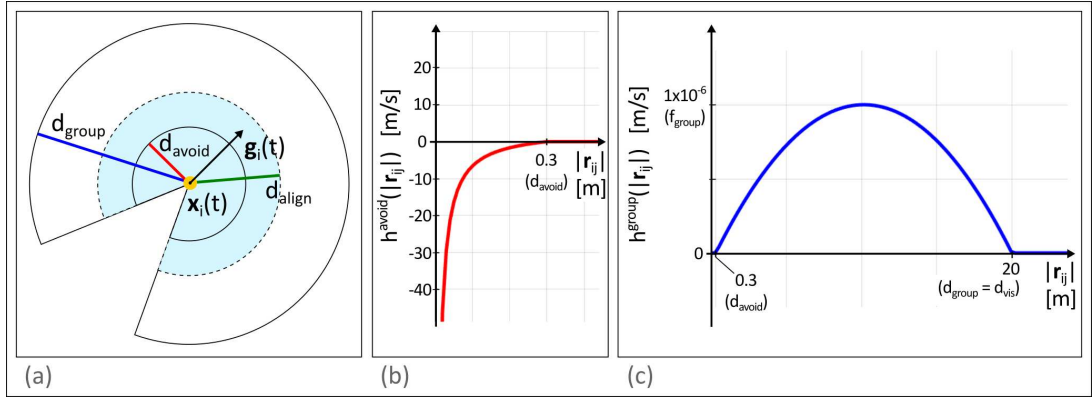 d_group
d_avoid
g_i(t)
x_i(t)
d_align
(a)
h^avoid(|r_ij|) [m/s]
20
10
0
-10
-20
-30
-40
0.3
(d_avoid)
|r_ij|
[m]
(b)
h^group(|r_ij|) [m/s]
1x10^-6
(f_group)
0
0.3
(d_avoid)
20
(d_group = d_vis)
|r_ij|
[m]
(c)